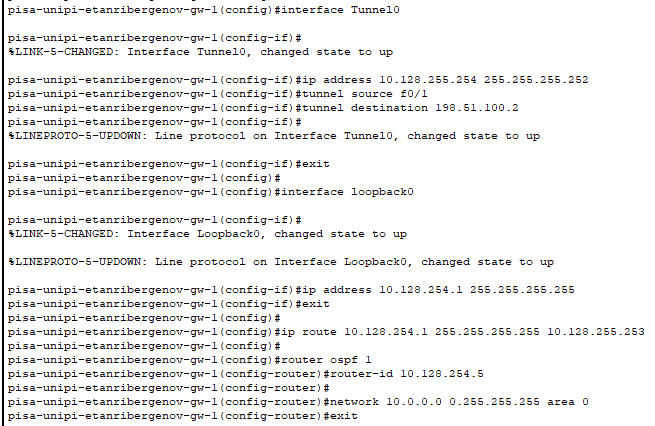 pisa-unipi-etanribergenov-gw-1(config)#interface Tunnel0
pisa-unipi-etanribergenov-gw-1(config-if)#
%LINK-5-CHANGED: Interface Tunnel0, changed state to up
pisa-unipi-etanribergenov-gw-1(config-if)#ip address 10.128.255.254 255.255.255.252
pisa-unipi-etanribergenov-gw-1(config-if)#tunnel source f0/1
pisa-unipi-etanribergenov-gw-1(config-if)#tunnel destination 198.51.100.2
pisa-unipi-etanribergenov-gw-1(config-if)#
%LINEPROTO-5-UPDOWN: Line protocol on Interface Tunnel0, changed state to up
pisa-unipi-etanribergenov-gw-1(config-if)#exit
pisa-unipi-etanribergenov-gw-1(config)#
pisa-unipi-etanribergenov-gw-1(config)#interface loopback0
pisa-unipi-etanribergenov-gw-1(config-if)#
%LINK-5-CHANGED: Interface Loopback0, changed state to up
%LINEPROTO-5-UPDOWN: Line protocol on Interface Loopback0, changed state to up
pisa-unipi-etanribergenov-gw-1(config-if)#ip address 10.128.254.1 255.255.255.255
pisa-unipi-etanribergenov-gw-1(config-if)#exit
pisa-unipi-etanribergenov-gw-1(config)#
pisa-unipi-etanribergenov-gw-1(config)#ip route 10.128.254.1 255.255.255.255 10.128.255.253
pisa-unipi-etanribergenov-gw-1(config)#
pisa-unipi-etanribergenov-gw-1(config)#router ospf 1
pisa-unipi-etanribergenov-gw-1(config-router)#router-id 10.128.254.5
pisa-unipi-etanribergenov-gw-1(config-router)#
pisa-unipi-etanribergenov-gw-1(config-router)#network 10.0.0.0 0.255.255.255 area 0
pisa-unipi-etanribergenov-gw-1(config-router)#exit